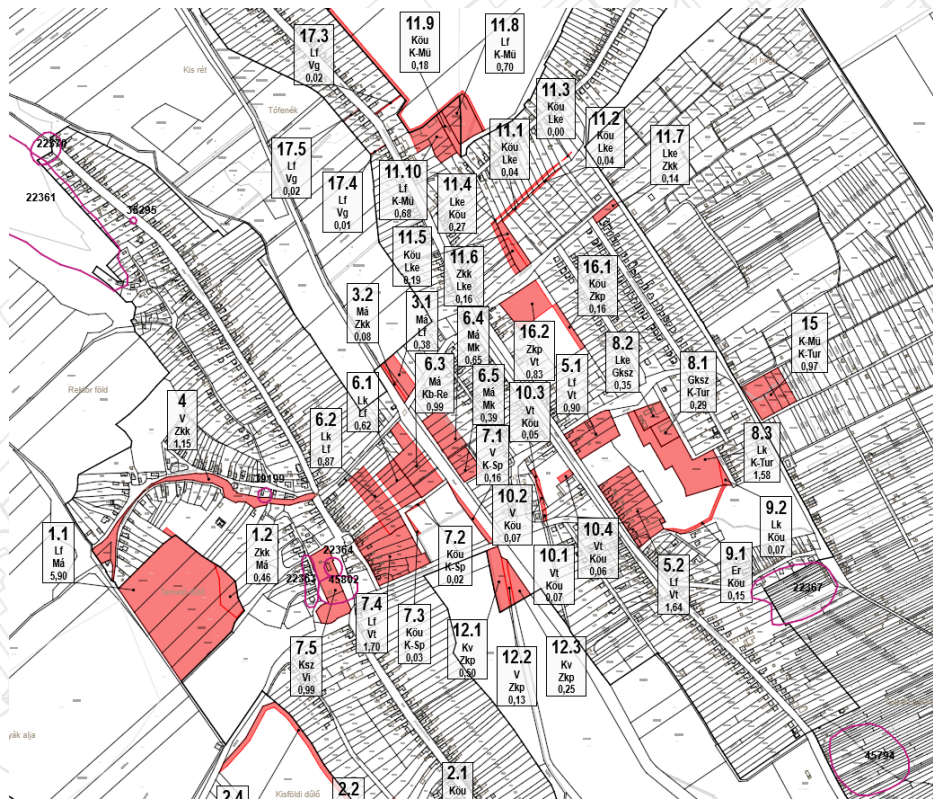 17.3
Lf
Vg
0,02
11.9
Köu
K-Mü
0,18
11.8
Lf
K-Mü
0,70
11.3
Köu
Lke
0,00
11.2
Köu
Lke
0,04
11.1
Köu
Lke
0,04
11.7
Lke
Zkk
0,14
Kis rét
Tófenék
22370
22361
35295
17.5
Lf
Vg
0,02
17.4
Lf
Vg
0,01
11.10
Lf
K-Mü
0,68
11.4
Lke
Köu
0,27
11.5
Köu
Lke
0,19
11.6
Zkk
Lke
0,16
16.1
Köu
Zkp
0,16
3.2
Má
Zkk
0,08
3.1
Má
Lf
0,38
6.4
Má
Mk
0,65
16.2
Zkp
Vt
0,83
8.2
Lke
Gksz
0,35
15
K-Mü
K-Tur
0,97
6.3
Má
Kb-Re
0,99
6.5
Má
Mk
0,39
5.1
Lf
Vt
0,90
8.1
Gksz
K-Tur
0,29
Rektor föld
4
V
Zkk
1,15
6.1
Lk
Lf
0,62
6.2
Lk
Lf
0,87
10.3
Vt
Köu
0,05
7.1
V
K-Sp
0,16
8.3
Lk
K-Tur
1,58
39199
10.2
V
Köu
0,07
9.2
Lk
Köu
0,07
1.1
Lf
Má
5,90
1.2
Zkk
Má
0,46
22364
22363
45802
7.2
Köu
K-Sp
0,02
10.1
Vt
Köu
0,07
10.4
Vt
Köu
0,06
5.2
Lf
Vt
1,64
9.1
Er
Köu
0,15
22367
7.4
Lf
Vt
1,70
7.3
Köu
K-Sp
0,03
12.1
Kv
Zkp
0,50
12.2
V
Zkp
0,13
12.3
Kv
Zkp
0,25
7.5
Ksz
Vi
0,99
yák alja
45794
2.4
Kisföldi dűlő
2.2
2.1
Köu